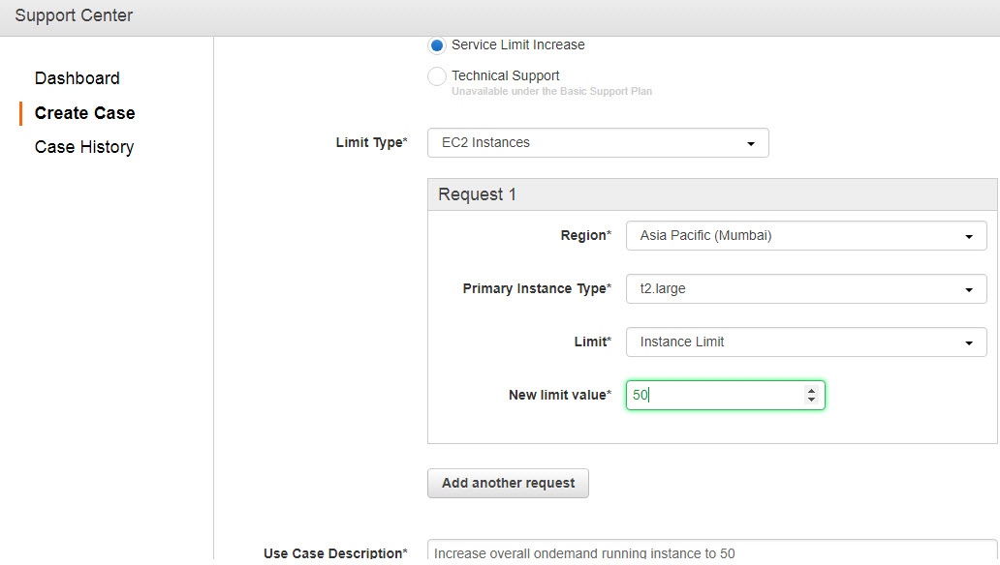 Support Center
Dashboard
Create Case
Case History
Service Limit Increase
Technical Support
Unavailable under the Basic Support Plan
Limit Type* EC2 Instances
Request 1
Region* Asia Pacific (Mumbai)
Primary Instance Type* t2.large
Limit* Instance Limit
New limit value* 50
Add another request
Use Case Description* Increase overall ondemand running instance to 50